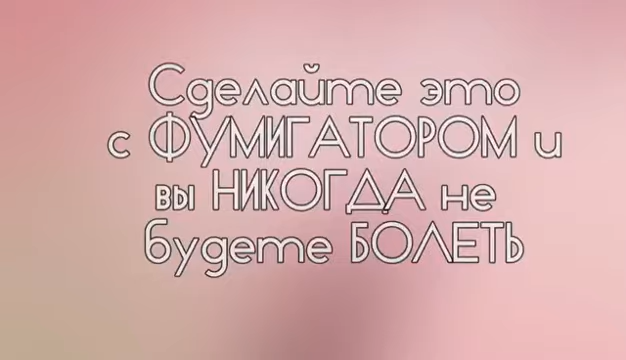 Сделайте это
с ФУМИГАТОРОМ и
вы НИКОГДА не
будете БОЛЕТЬ